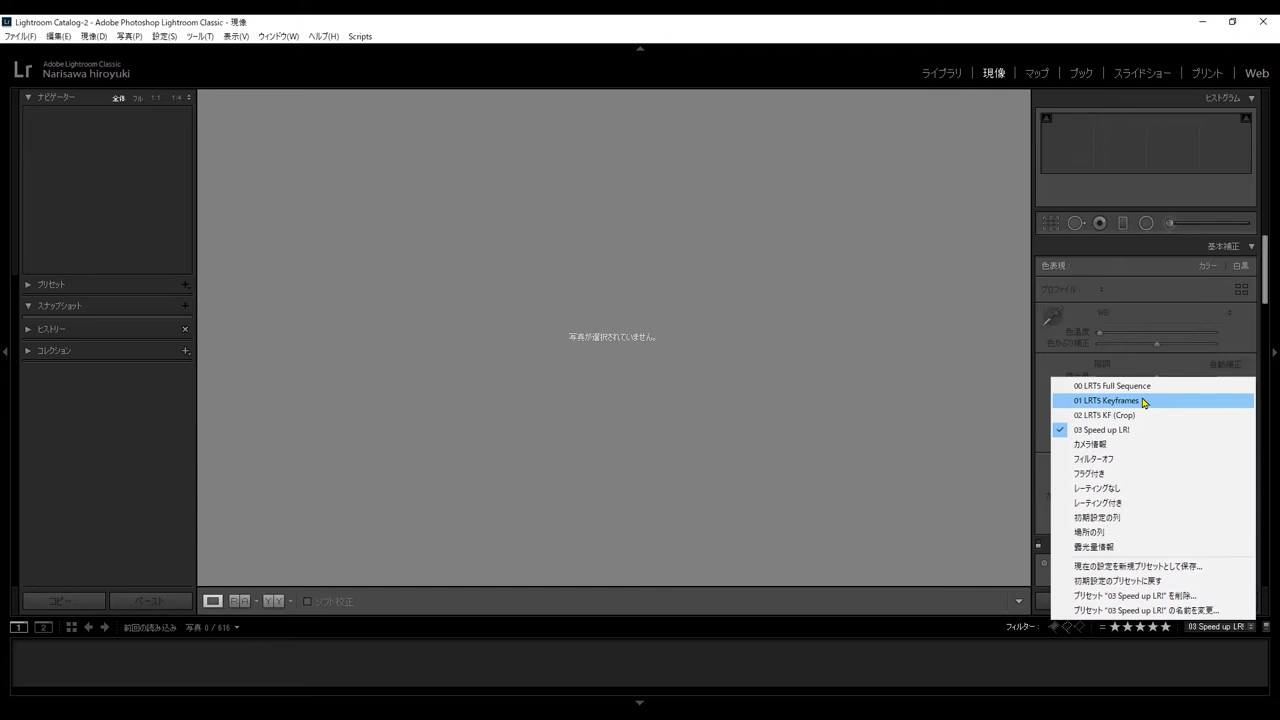 Lightroom Catalog-2 - Adobe Photoshop Lightroom Classic - 現像
ファイル(F) 編集(E) 現像(D) 写真(P) 設定(S) ツール(T) 表示(V) ウィンドウ(W) ヘルプ(H) Scripts
Lr
Adobe Lightroom Classic
Narisawa hiroyuki
ライブラリ | 現像 | マップ | ブック | スライドショー | プリント | Web
ナビゲーター 全体 フル 1:1 1:4
ヒストグラム
基本補正
色表現 カラー 白黒
プロファイル
WB
色温度
色かぶり補正
階調 自動補正
プリセット
スナップショット
ヒストリー
コレクション
写真が選択されていません。
00 LRT5 Full Sequence
01 LRT5 Keyframes
02 LRT5 KF (Crop)
03 Speed up LR!
カメラ情報
フィルターオフ
フラグ付き
レーティングなし
レーティング付き
初期設定の列
場所の列
露光量情報
現在の設定を新規プリセットとして保存...
初期設定のプリセットに戻す
プリセット "03 Speed up LR!" を削除...
プリセット "03 Speed up LR!" の名前を変更...
コピー... ペースト
RA YY ソフト校正
1 2 前回の読み込み 写真 0 / 616
フィルター : = ★★★★★ 03 Speed up LR!